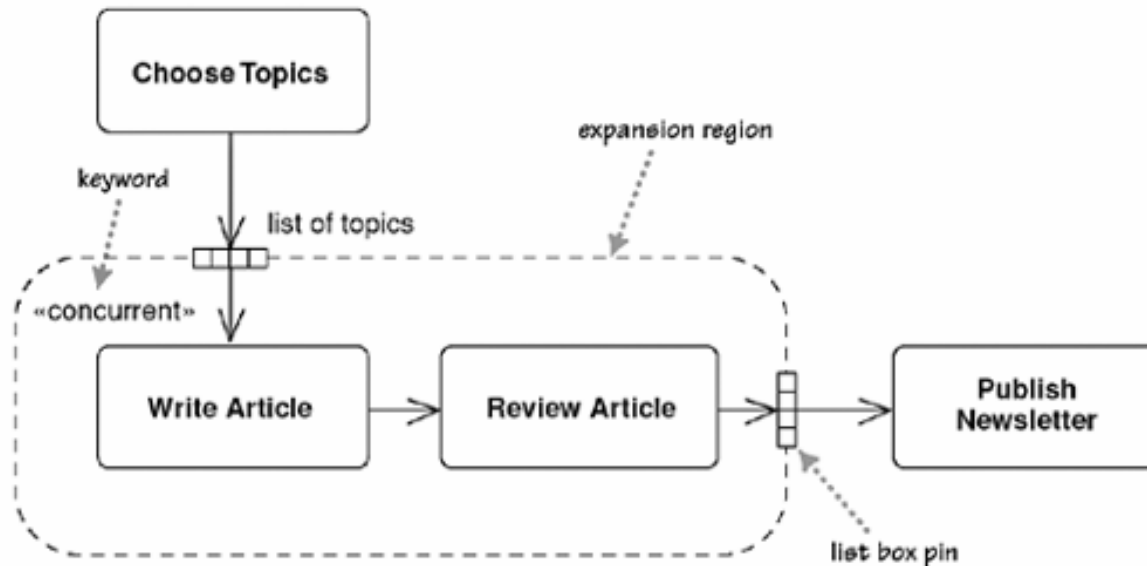 Choose Topics
expansion region
keyword
list of topics
«concurrent»
Write Article
Review Article
Publish
Newsletter
list box pin